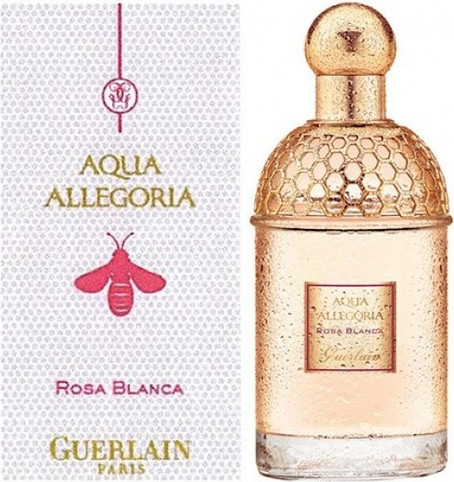 AQUA
ALLEGORIA
ROSA BLANCA
GUERLAIN
PARIS
AQUA
ALLEGORIA
ROSA BLANCA
Guerlain